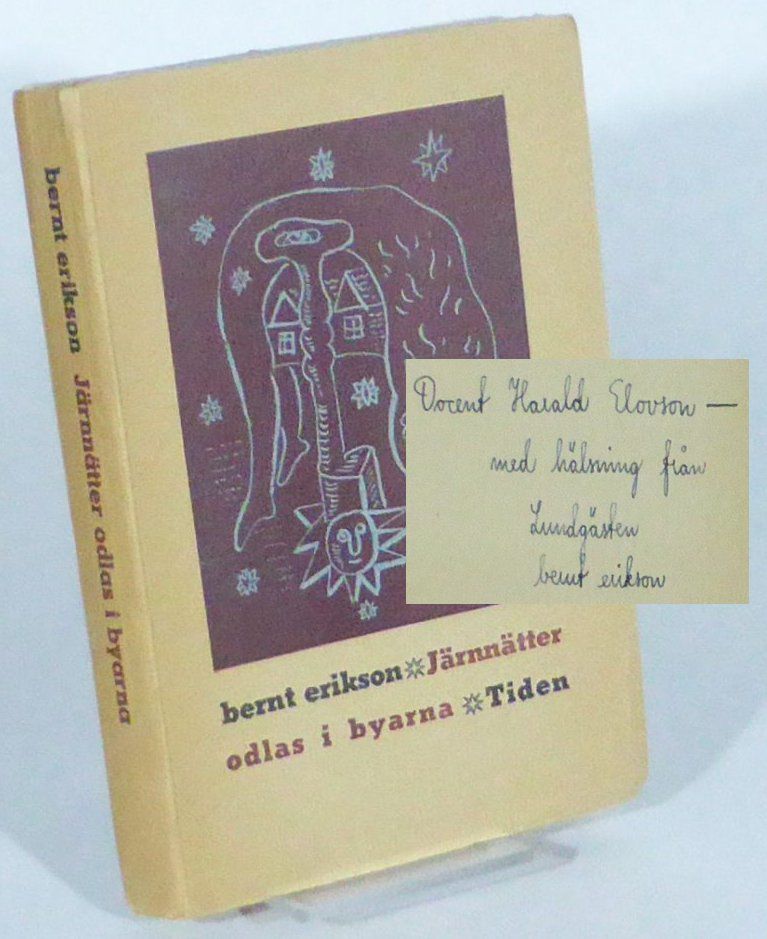 bernt erikson Järnnätter odlas i byarna
bernt erikson Järnnätter
odlas i byarna Tiden
Docent Harald Elovson —
med hälsning från
Lundgästen
bernt erikson